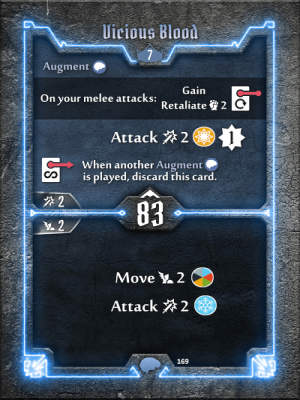 Vicious Blood
7
Augment
On your melee attacks: Gain
Retaliate 2
Attack 2
When another Augment
is played, discard this card.
2
83
2
Move 2
Attack 2
169